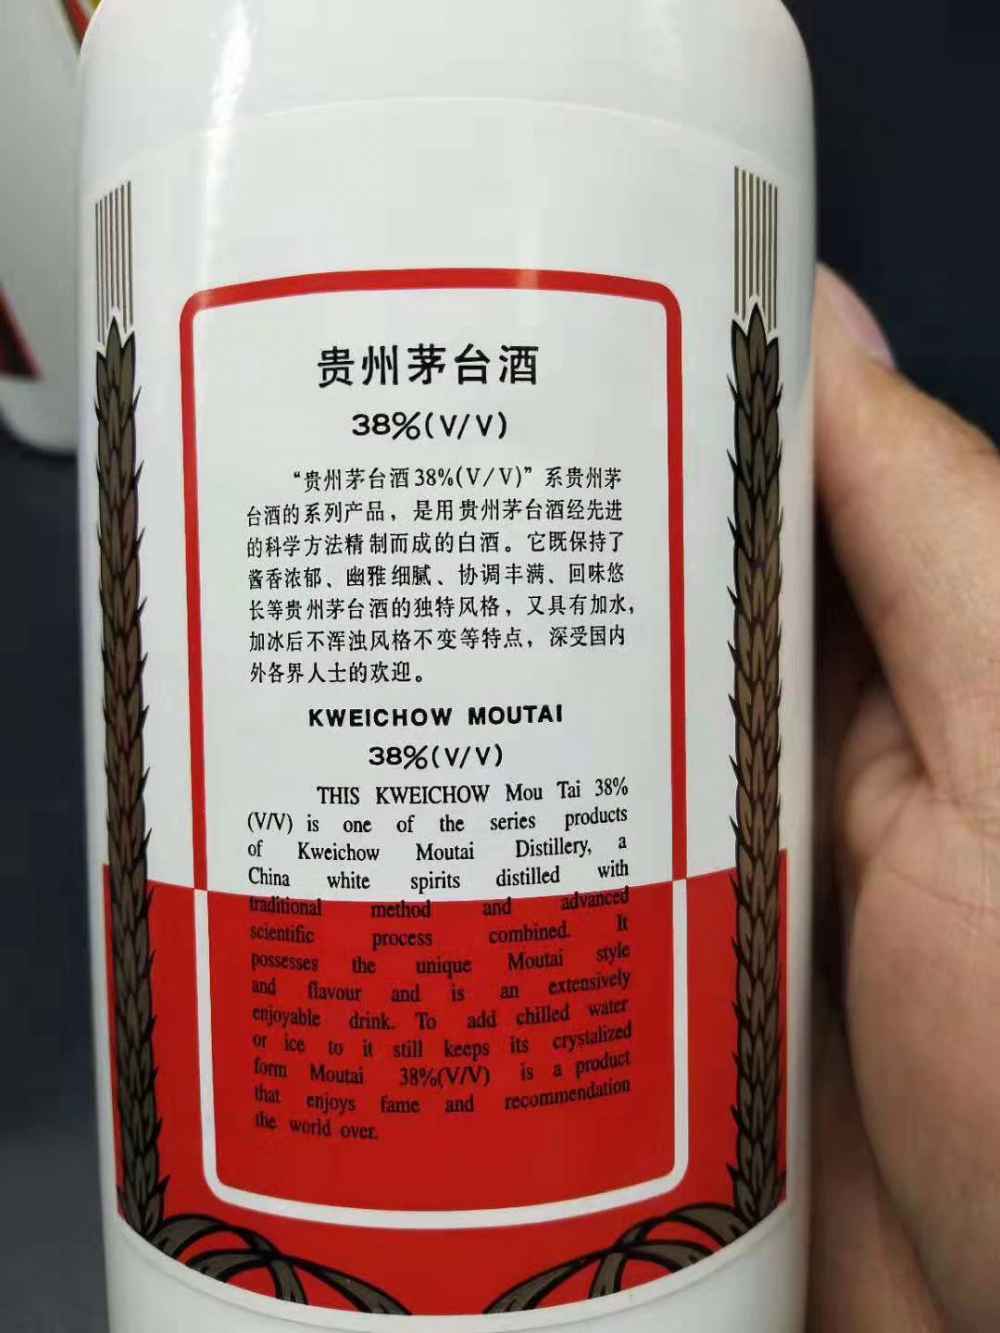 贵州茅台酒
38%(V/V)
“贵州茅台酒38%(V/V)”系贵州茅
台酒的系列产品，是用贵州茅台酒经先进
的科学方法精制而成的白酒。它既保持了
酱香浓郁、幽雅细腻、协调丰满、回味悠
长等贵州茅台酒的独特风格，又具有加水，
加冰后不浑浊风格不变等特点，深受国内
外各界人士的欢迎。
KWEICHOW MOUTAI
38%(V/V)
THIS KWEICHOW Mou Tai 38%
(V/V) is one of the series products
of Kweichow Moutai Distillery, a
China white spirits distilled with
traditional method and advanced
scientific process combined. It
possesses the unique Moutai style
and flavour and is an extensively
enjoyable drink. To add chilled water
or ice to it still keeps its crystalized
form Moutai 38%(V/V) is a product
that enjoys fame and recommendation
the world over.